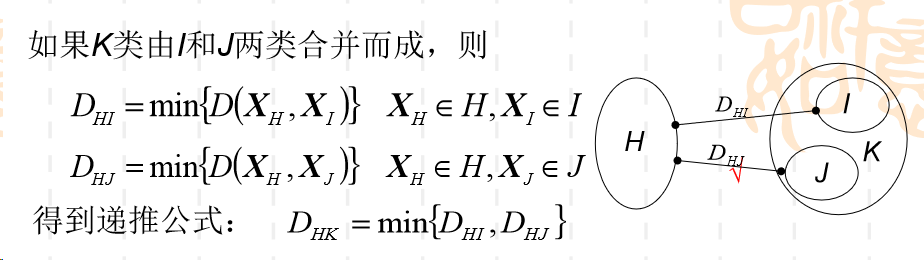 如果K类由I和J两类合并而成，则
D_{HI} = min{D(X_H, X_I)}  X_H ∈ H, X_I ∈ I
D_{HJ} = min{D(X_H, X_J)}  X_H ∈ H, X_J ∈ J
得到递推公式： D_{HK} = min{D_{HI}, D_{HJ}}
H
D_{HI}
I
D_{HJ}
√
J
K